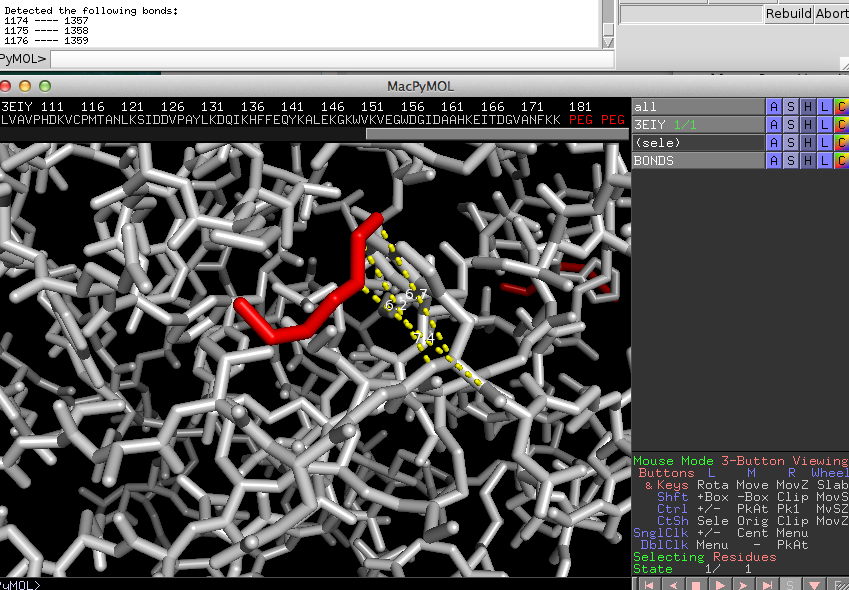 Detected the following bonds:
1174 ---- 1357
1175 ---- 1358
1176 ---- 1359
PyMOL>
Rebuild Abort
MacPyMOL
3EIY 111 116 121 126 131 136 141 146 151 156 161 166 171 181
LVAVPHDKVCPMTANLKSIDDVPAYLKDQIKHFFEQYKALEKGKWVKVEGWDGIDAAHKEITDGVANFKK PEG PEG
all A S H L C
3EIY 1/1 A S H L C
(sele) A S H L C
BONDS A S H L C
6.7
6.2
7.4
Mouse Mode 3-Button Viewing
Buttons L M R Wheel
& Keys Rota Move MovZ Slab
Shft +Box -Box Clip MovS
Ctrl +/- PkAt Pk1 MvSZ
CtSh Sele Orig Clip MovZ
SnglClk +/- Cent Menu
DblClk Menu - PkAt
Selecting Residues
State 1/ 1
PyMOL>
S